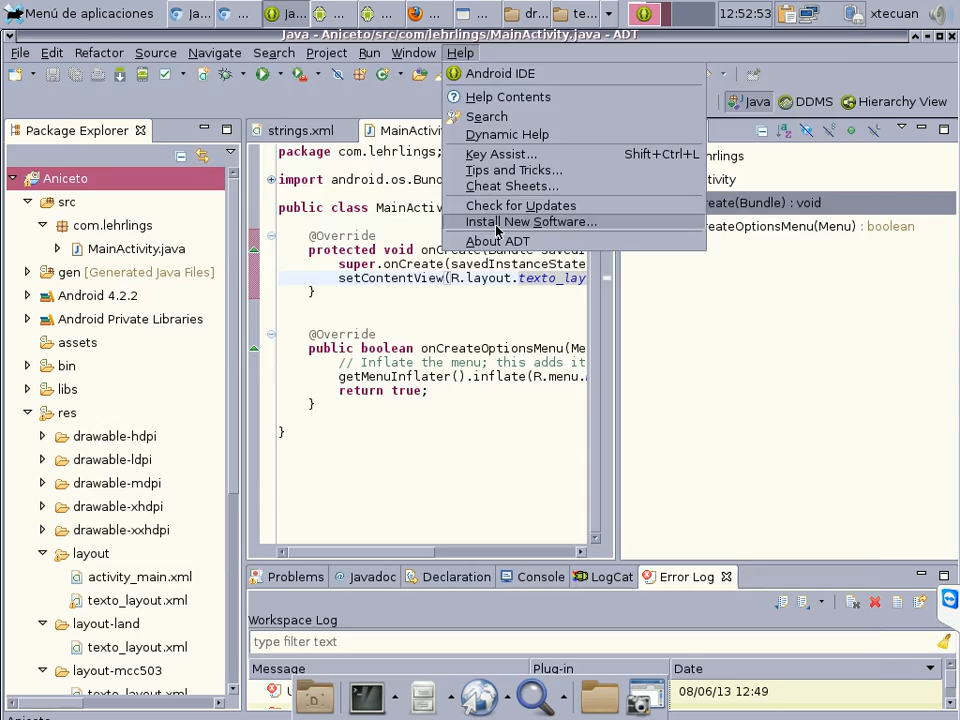 Menú de aplicaciones
Ja...
...
Ja...
...
...
...
...
dr...
te...
12:52:53
xtecuan
Java - Aniceto/src/com/lehrlings/MainActivity.java - ADT
File Edit Refactor Source Navigate Search Project Run Window Help
Android IDE
Help Contents
Search
Dynamic Help
Key Assist... Shift+Ctrl+L
Tips and Tricks...
Cheat Sheets...
Check for Updates
Install New Software...
About ADT
Java DDMS Hierarchy View
Package Explorer
Aniceto
src
com.lehrlings
MainActivity.java
gen [Generated Java Files]
Android 4.2.2
Android Private Libraries
assets
bin
libs
res
drawable-hdpi
drawable-ldpi
drawable-mdpi
drawable-xhdpi
drawable-xxhdpi
layout
activity_main.xml
texto_layout.xml
layout-land
texto_layout.xml
layout-mcc503
texto_layout.xml
Aniceto
strings.xml MainActivi
package com.lehrlings;
import android.os.Bund
public class MainActiv
@Override
protected void onCreate(Bundle savedI
super.onCreate(savedInstanceState
setContentView(R.layout.texto_lay
}
@Override
public boolean onCreateOptionsMenu(Me
// Inflate the menu; this adds it
getMenuInflater().inflate(R.menu.
return true;
}
}
hrlings
tivity
reate(Bundle) : void
reateOptionsMenu(Menu) : boolean
Problems Javadoc Declaration Console LogCat Error Log
Workspace Log
type filter text
Message Plug-in Date
08/06/13 12:49